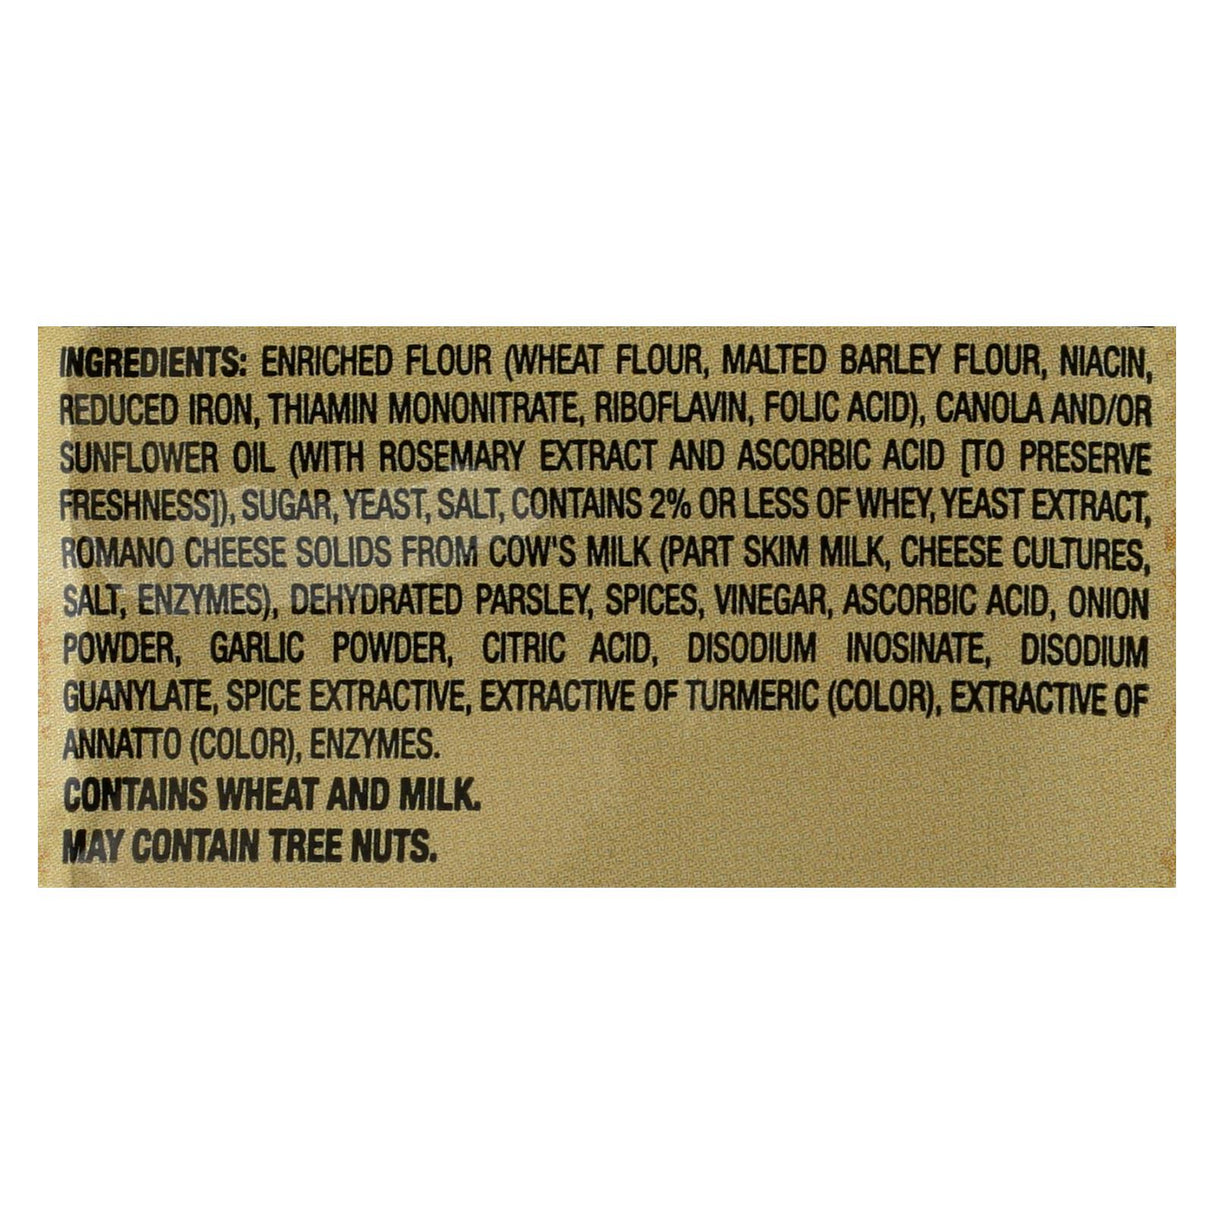 INGREDIENTS: ENRICHED FLOUR (WHEAT FLOUR, MALTED BARLEY FLOUR, NIACIN,
REDUCED IRON, THIAMIN MONONITRATE, RIBOFLAVIN, FOLIC ACID), CANOLA AND/OR
SUNFLOWER OIL (WITH ROSEMARY EXTRACT AND ASCORBIC ACID [TO PRESERVE
FRESHNESS]), SUGAR, YEAST, SALT, CONTAINS 2% OR LESS OF WHEY, YEAST EXTRACT,
ROMANO CHEESE SOLIDS FROM COW'S MILK (PART SKIM MILK, CHEESE CULTURES,
SALT, ENZYMES), DEHYDRATED PARSLEY, SPICES, VINEGAR, ASCORBIC ACID, ONION
POWDER, GARLIC POWDER, CITRIC ACID, DISODIUM INOSINATE, DISODIUM
GUANYLATE, SPICE EXTRACTIVE, EXTRACTIVE OF TURMERIC (COLOR), EXTRACTIVE OF
ANNATTO (COLOR), ENZYMES.
CONTAINS WHEAT AND MILK.
MAY CONTAIN TREE NUTS.